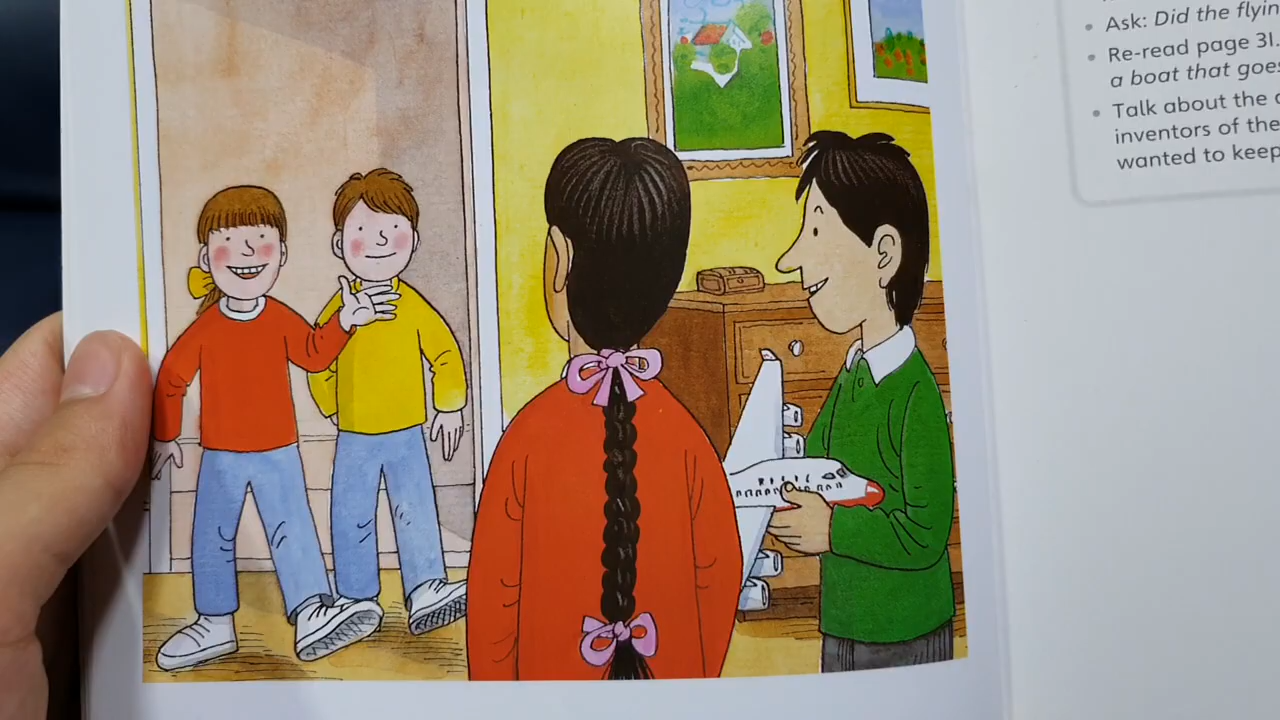 • Ask: Did the flyin
• Re-read page 31.
a boat that goes
• Talk about the
inventors of the
wanted to keep